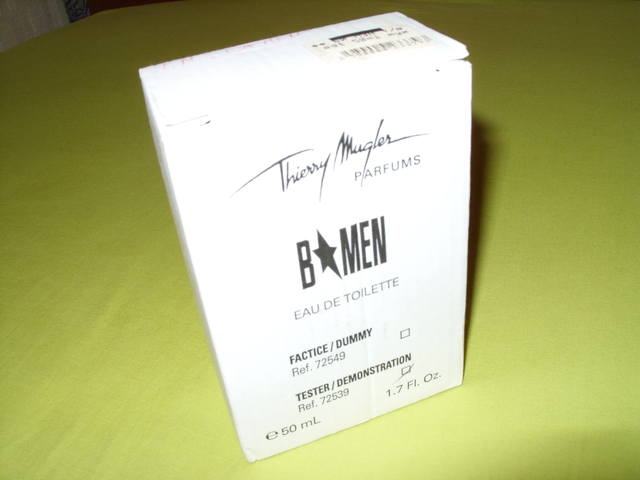 Thierry Mugler
PARFUMS
B★MEN
EAU DE TOILETTE
FACTICE / DUMMY
Ref. 72549
TESTER / DEMONSTRATION
Ref. 72539
1.7 Fl. Oz.
e 50 mL